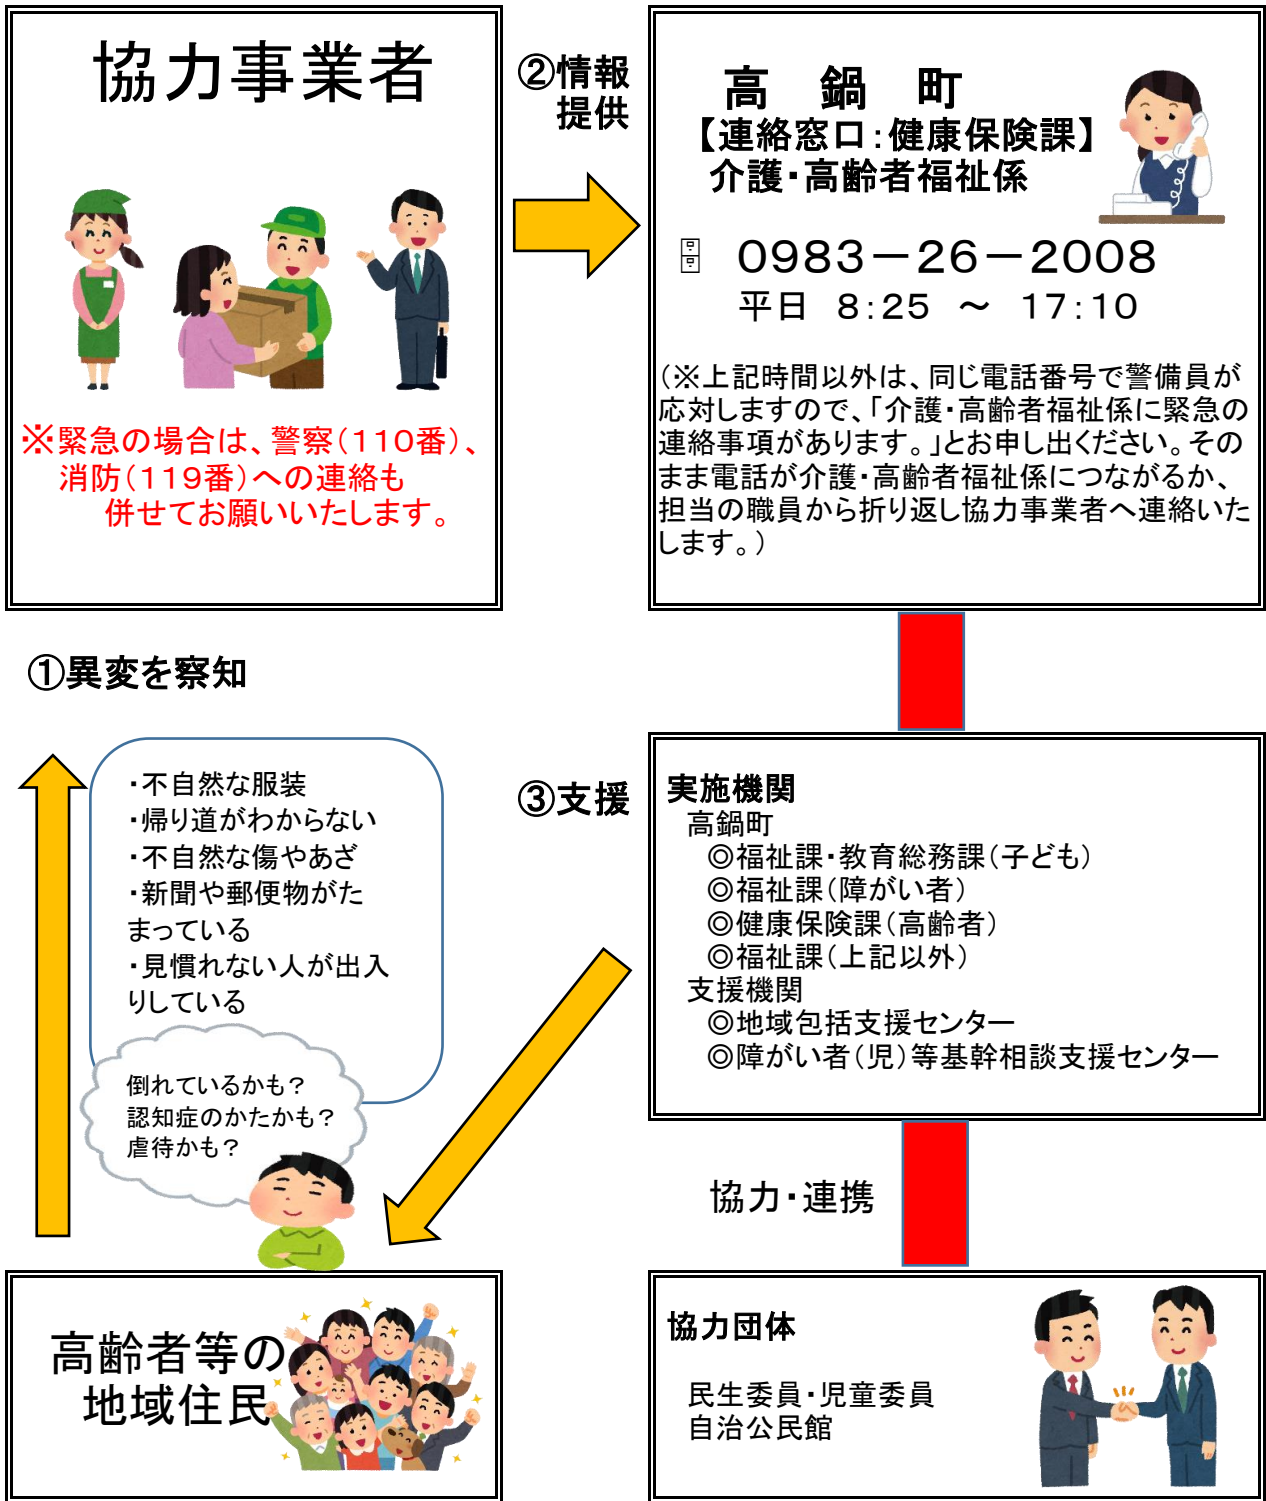 協力事業者
※緊急の場合は、警察(110番)、
消防(119番)への連絡も
併せてお願いいたします。
②情報
提供
高 鍋 町
【連絡窓口:健康保険課】
介護・高齢者福祉係
0983-26-2008
平日 8:25 ～ 17:10
(※上記時間以外は、同じ電話番号で警備員が
応対しますので、「介護・高齢者福祉係に緊急の
連絡事項があります。」とお申し出ください。その
まま電話が介護・高齢者福祉係につながるか、
担当の職員から折り返し協力事業者へ連絡いた
します。)
①異変を察知
・不自然な服装
・帰り道がわからない
・不自然な傷やあざ
・新聞や郵便物がた
まっている
・見慣れない人が出入
りしている
倒れているかも?
認知症のかたかも?
虐待かも?
③支援
実施機関
高鍋町
◎福祉課・教育総務課(子ども)
◎福祉課(障がい者)
◎健康保険課(高齢者)
◎福祉課(上記以外)
支援機関
◎地域包括支援センター
◎障がい者(児)等基幹相談支援センター
協力・連携
高齢者等の
地域住民
協力団体
民生委員・児童委員
自治公民館